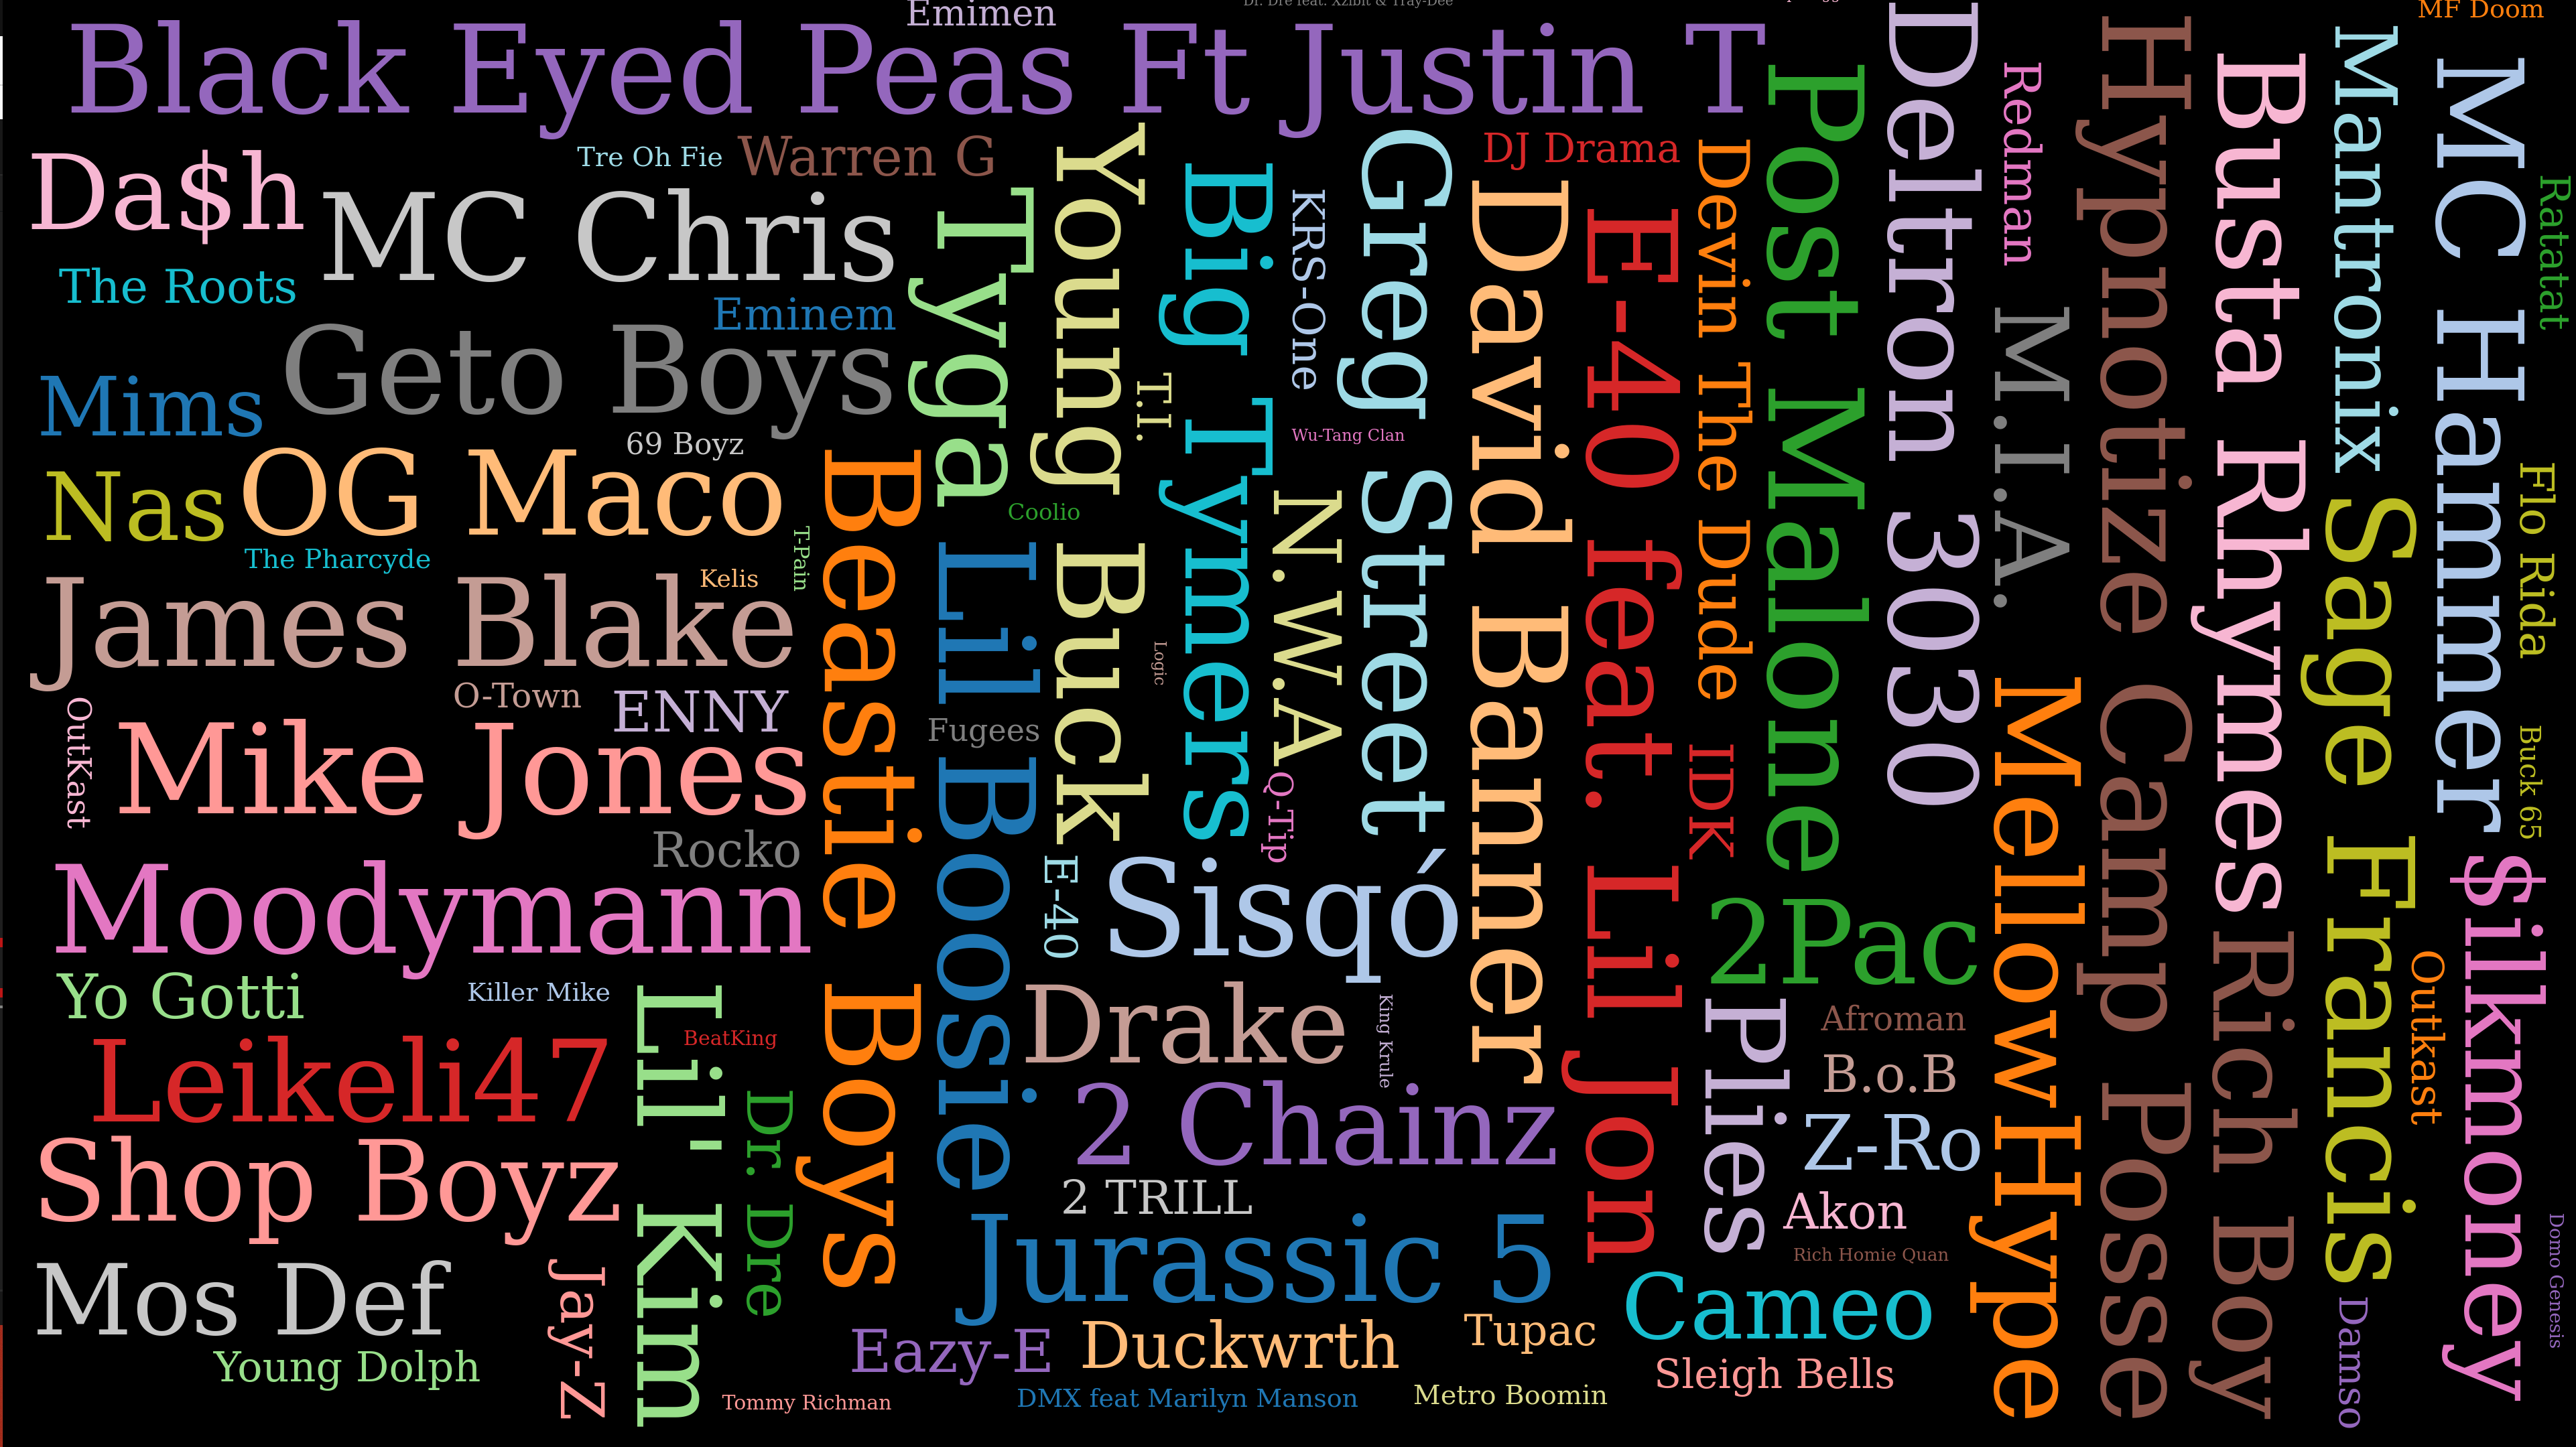 Emimen
Dr. Dre feat. Xzibit & Tray-Dee
MF Doom
Black Eyed Peas Ft Justin T
Da$h
Tre Oh Fie
Warren G
MC Chris
The Roots
Eminem
Geto Boys
Mims
69 Boyz
Nas
OG Maco
The Pharcyde
T-Pain
Kelis
James Blake
O-Town
ENNY
OutKast
Mike Jones
Rocko
Moodymann
Yo Gotti
Killer Mike
BeatKing
Leikeli47
Shop Boyz
Mos Def
Young Dolph
Jay-Z
Lil' Kim
Dr. Dre
Tommy Richman
Beastie Boys
Tyga
Coolio
Lil Boosie
Fugees
Young Buck
T.I.
Logic
Big Tymers
KRS-One
Wu-Tang Clan
N.W.A
Q-Tip
Greg Street
DJ Drama
David Banner
E-40 feat. Lil Jon
Devin The Dude
IDK
Post Malone
Deltron 3030
Redman
M.I.A.
E-40
Sisqó
2Pac
Drake
King Krule
2 Chainz
2 TRILL
Jurassic 5
Eazy-E
Duckwrth
Tupac
DMX feat Marilyn Manson
Metro Boomin
Plies
Afroman
B.o.B
Z-Ro
Akon
Rich Homie Quan
Cameo
Sleigh Bells
MellowHype
Hypnotize Camp Posse
Busta Rhymes
Rich Boy
Mantronix
Sage Francis
Outkast
Damso
MC Hammer
Ratatat
Flo Rida
Buck 65
$ilkmoney
Domo Genesis